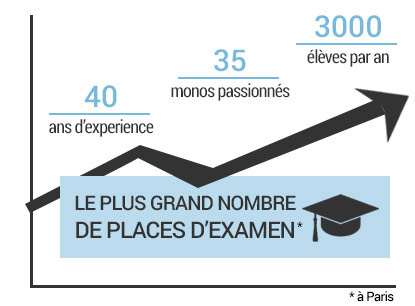 40
ans d'experience
35
monos passionnés
3000
élèves par an
LE PLUS GRAND NOMBRE
DE PLACES D'EXAMEN*
* à Paris